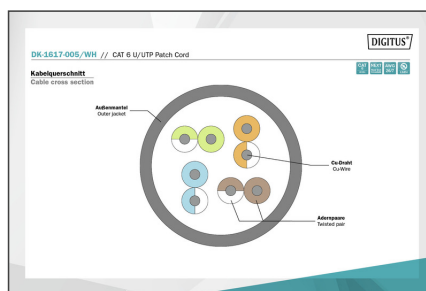 DIGITUS®
DK-1617-005/WH // CAT 6 U/UTP Patch Cord
Kabelquerschnitt
Cable cross section
Außenmantel
Outer jacket
Cu-Draht
Cu-Wire
Adernpaare
Twisted pair